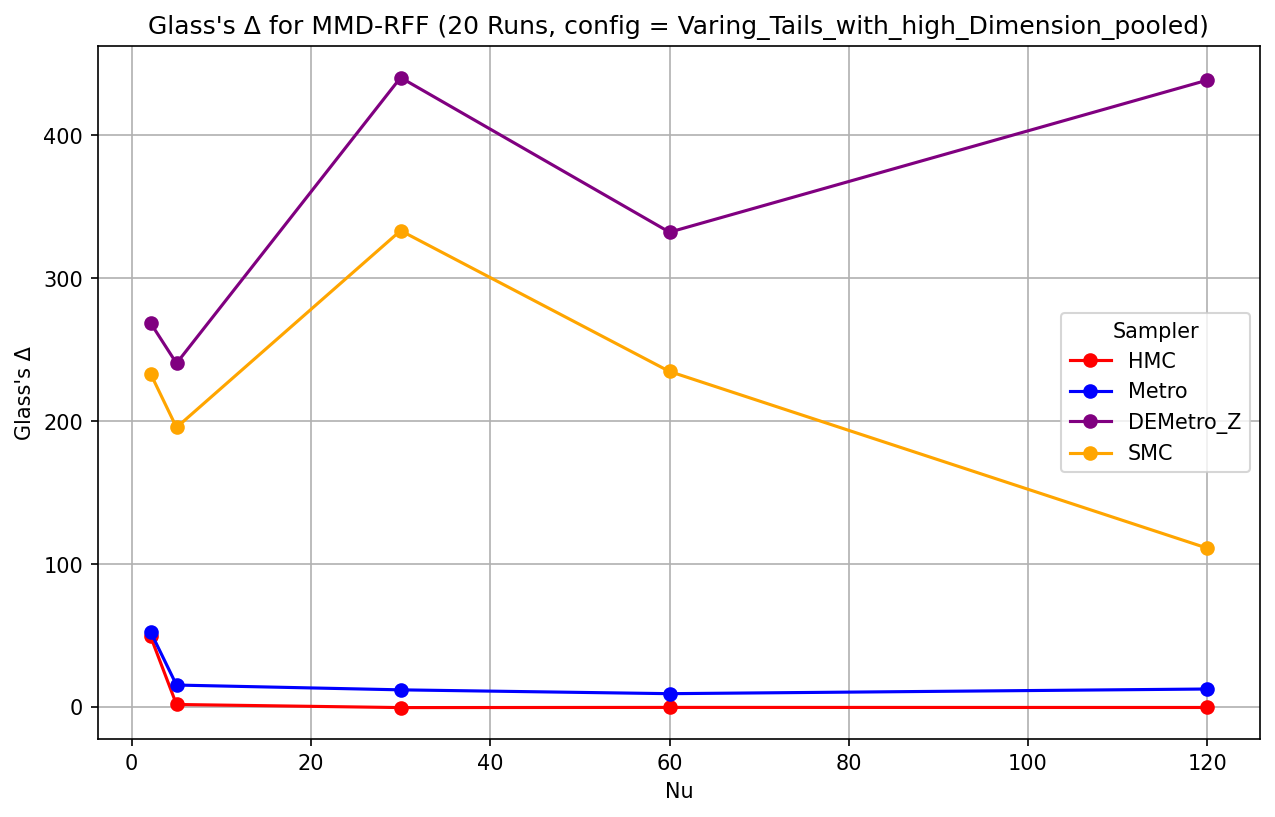 Glass's Δ for MMD-RFF (20 Runs, config = Varing_Tails_with_high_Dimension_pooled)
Glass's Δ
400
300
200
100
0
Sampler
HMC
Metro
DEMetro_Z
SMC
0 20 40 60 80 100 120
Nu